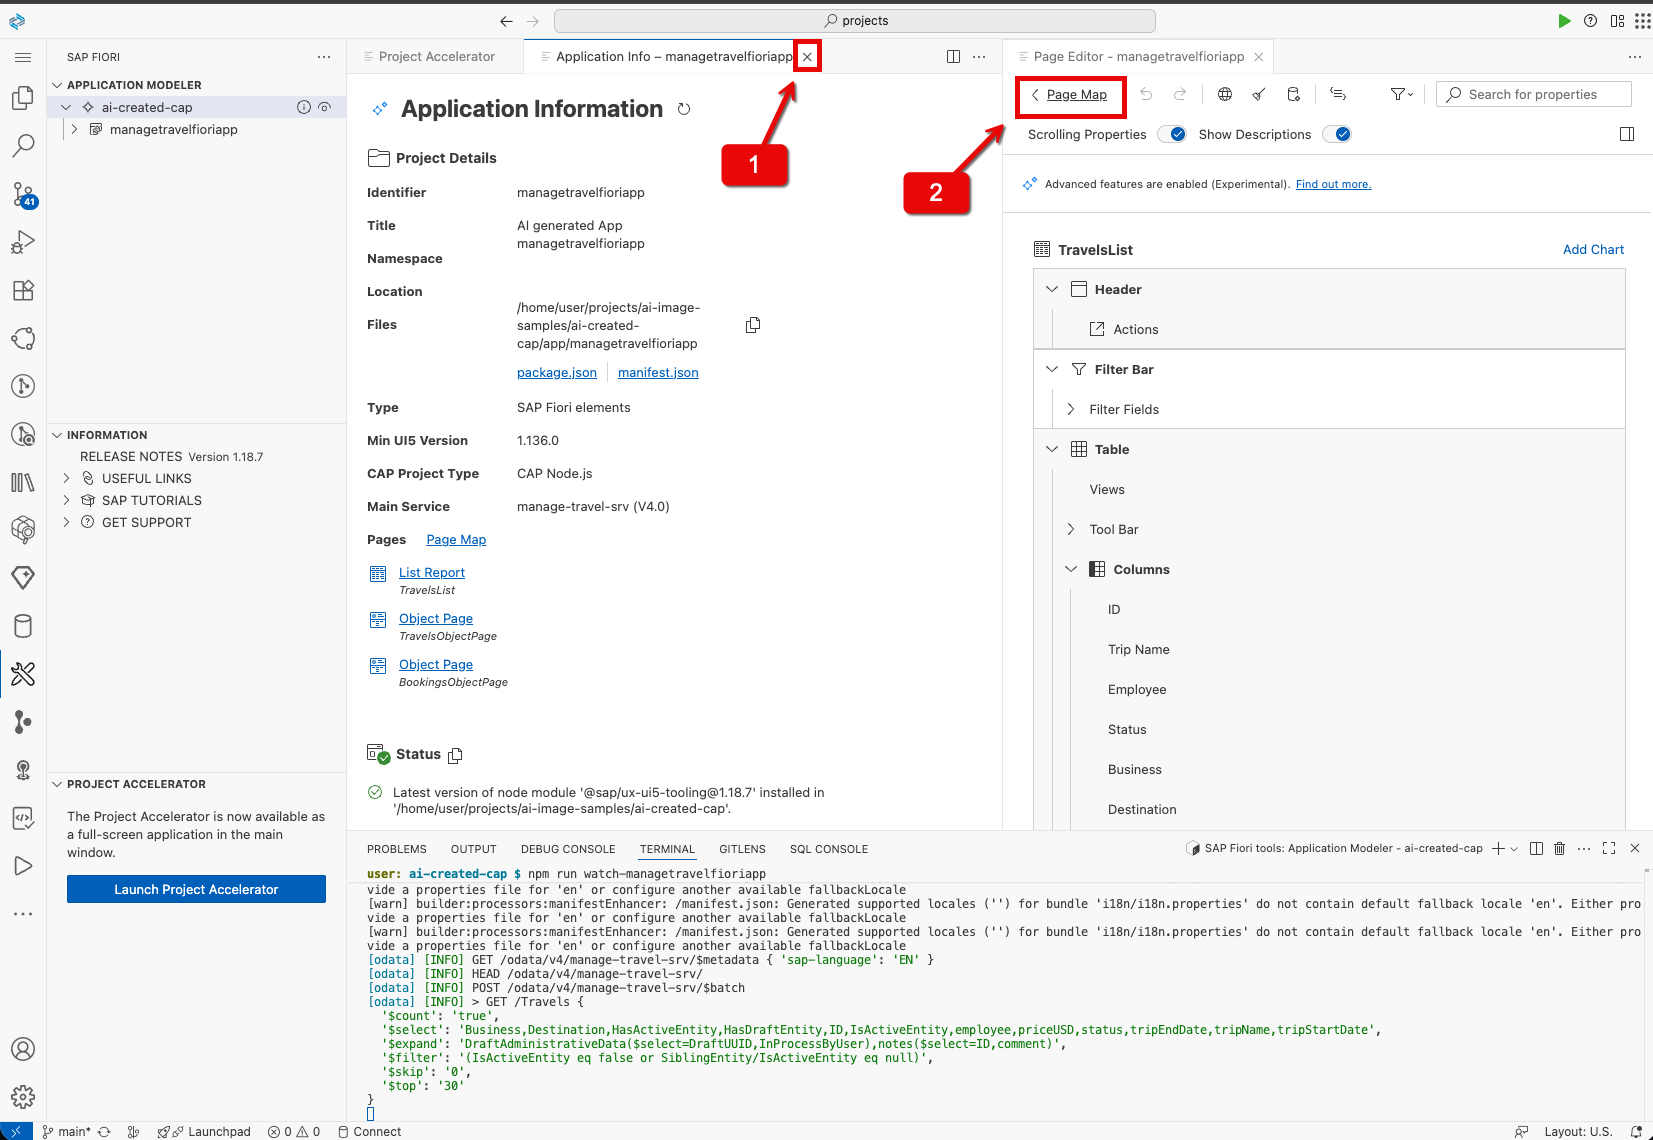 projects
SAP FIORI
Project Accelerator
Application Info – managetravelfioriapp
Page Editor - managetravelfioriapp
APPLICATION MODELER
ai-created-cap
managetravelfioriapp
41
INFORMATION
RELEASE NOTES Version 1.18.7
USEFUL LINKS
SAP TUTORIALS
GET SUPPORT
PROJECT ACCELERATOR
The Project Accelerator is now available as
a full-screen application in the main
window.
Launch Project Accelerator
Application Information
1
Project Details
Identifier managetravelfioriapp
Title AI generated App
managetravelfioriapp
Namespace
Location
/home/user/projects/ai-image-
Files samples/ai-created-
cap/app/managetravelfioriapp
package.json manifest.json
Type SAP Fiori elements
Min UI5 Version 1.136.0
CAP Project Type CAP Node.js
Main Service manage-travel-srv (V4.0)
Pages Page Map
List Report
TravelsList
Object Page
TravelsObjectPage
Object Page
BookingsObjectPage
Status
Latest version of node module '@sap/ux-ui5-tooling@1.18.7' installed in
'/home/user/projects/ai-image-samples/ai-created-cap'.
Page Map
Search for properties
2
Scrolling Properties Show Descriptions
Advanced features are enabled (Experimental). Find out more.
TravelsList Add Chart
Header
Actions
Filter Bar
Filter Fields
Table
Views
Tool Bar
Columns
ID
Trip Name
Employee
Status
Business
Destination
PROBLEMS OUTPUT DEBUG CONSOLE TERMINAL GITLENS SQL CONSOLE
SAP Fiori tools: Application Modeler - ai-created-cap
user: ai-created-cap $ npm run watch-managetravelfioriapp
vide a properties file for 'en' or configure another available fallbackLocale
[warn] builder:processors:manifestEnhancer: /manifest.json: Generated supported locales ('') for bundle 'i18n/i18n.properties' do not contain default fallback locale 'en'. Either pro
vide a properties file for 'en' or configure another available fallbackLocale
[warn] builder:processors:manifestEnhancer: /manifest.json: Generated supported locales ('') for bundle 'i18n/i18n.properties' do not contain default fallback locale 'en'. Either pro
vide a properties file for 'en' or configure another available fallbackLocale
[odata] [INFO] GET /odata/v4/manage-travel-srv/$metadata { 'sap-language': 'EN' }
[odata] [INFO] HEAD /odata/v4/manage-travel-srv/
[odata] [INFO] POST /odata/v4/manage-travel-srv/$batch
[odata] [INFO] > GET /Travels {
'$count': 'true',
'$select': 'Business,Destination,HasActiveEntity,HasDraftEntity,ID,IsActiveEntity,employee,priceUSD,status,tripEndDate,tripName,tripStartDate',
'$expand': 'DraftAdministrativeData($select=DraftUUID,InProcessByUser),notes($select=ID,comment)',
'$filter': '(IsActiveEntity eq false or SiblingEntity/IsActiveEntity eq null)',
'$skip': '0',
'$top': '30'
}
main* Launchpad 0 0 Connect Layout: U.S.